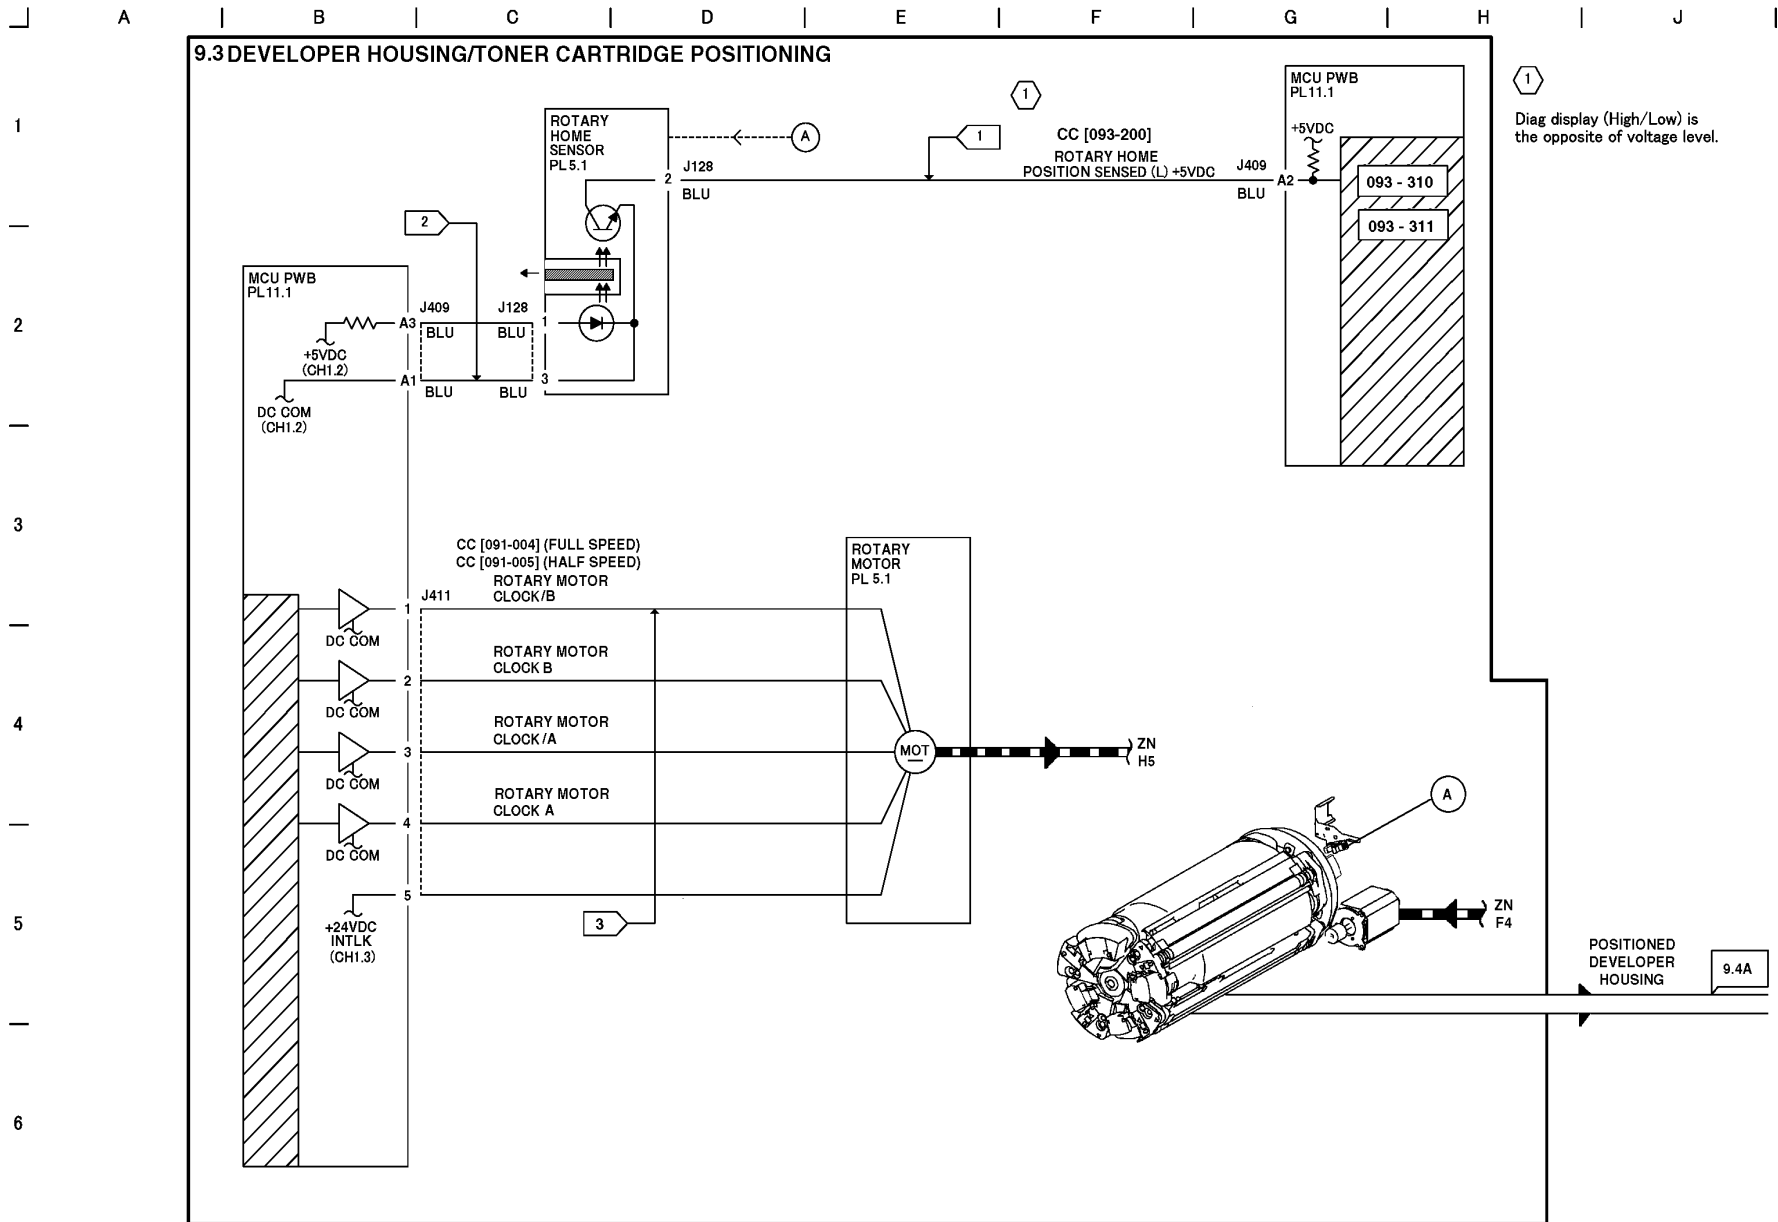 A B C D E F G H J
9.3 DEVELOPER HOUSING/TONER CARTRIDGE POSITIONING
1
2
3
4
5
6
ROTARY
HOME
SENSOR
PL 5.1
A
1
1
CC [093-200]
ROTARY HOME
POSITION SENSED (L) +5VDC
2
J128
BLU
J409
BLU
A2
MCU PWB
PL11.1
+5VDC
093 - 310
093 - 311
1
Diag display (High/Low) is
the opposite of voltage level.
2
MCU PWB
PL11.1
A3
J409
BLU
J128
BLU
1
+5VDC
(CH1.2)
A1
BLU
BLU
3
DC COM
(CH1.2)
CC [091-004] (FULL SPEED)
CC [091-005] (HALF SPEED)
ROTARY MOTOR
CLOCK/B
J411
1
DC COM
ROTARY MOTOR
CLOCK B
2
DC COM
ROTARY MOTOR
CLOCK/A
3
DC COM
ROTARY MOTOR
CLOCK A
4
DC COM
5
+24VDC
INTLK
(CH1.3)
3
ROTARY
MOTOR
PL 5.1
MOT
ZN
H5
A
ZN
F4
POSITIONED
DEVELOPER
HOUSING
9.4A